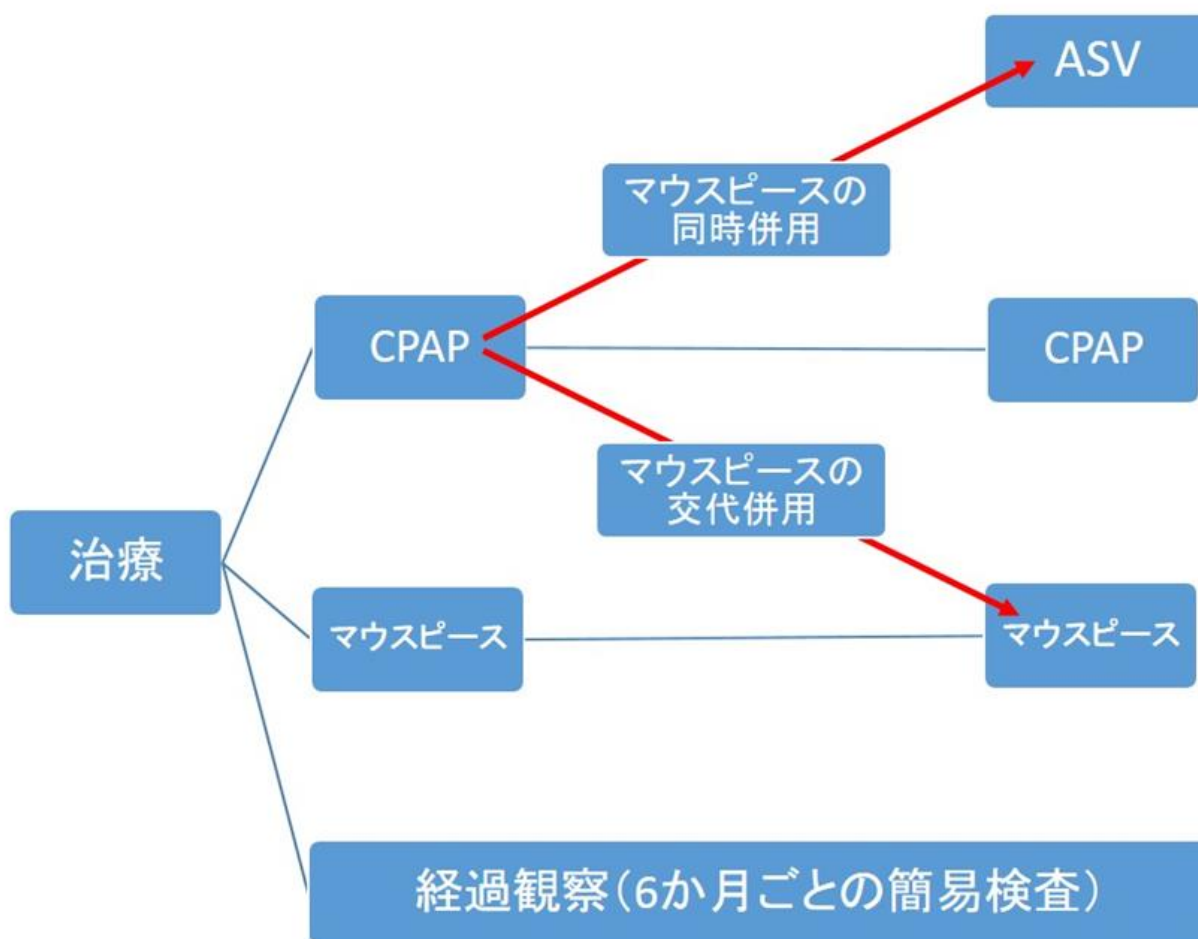 ASV
マウスピースの
同時併用
CPAP
CPAP
マウスピースの
交代併用
治療
マウスピース
マウスピース
経過観察（6か月ごとの簡易検査）